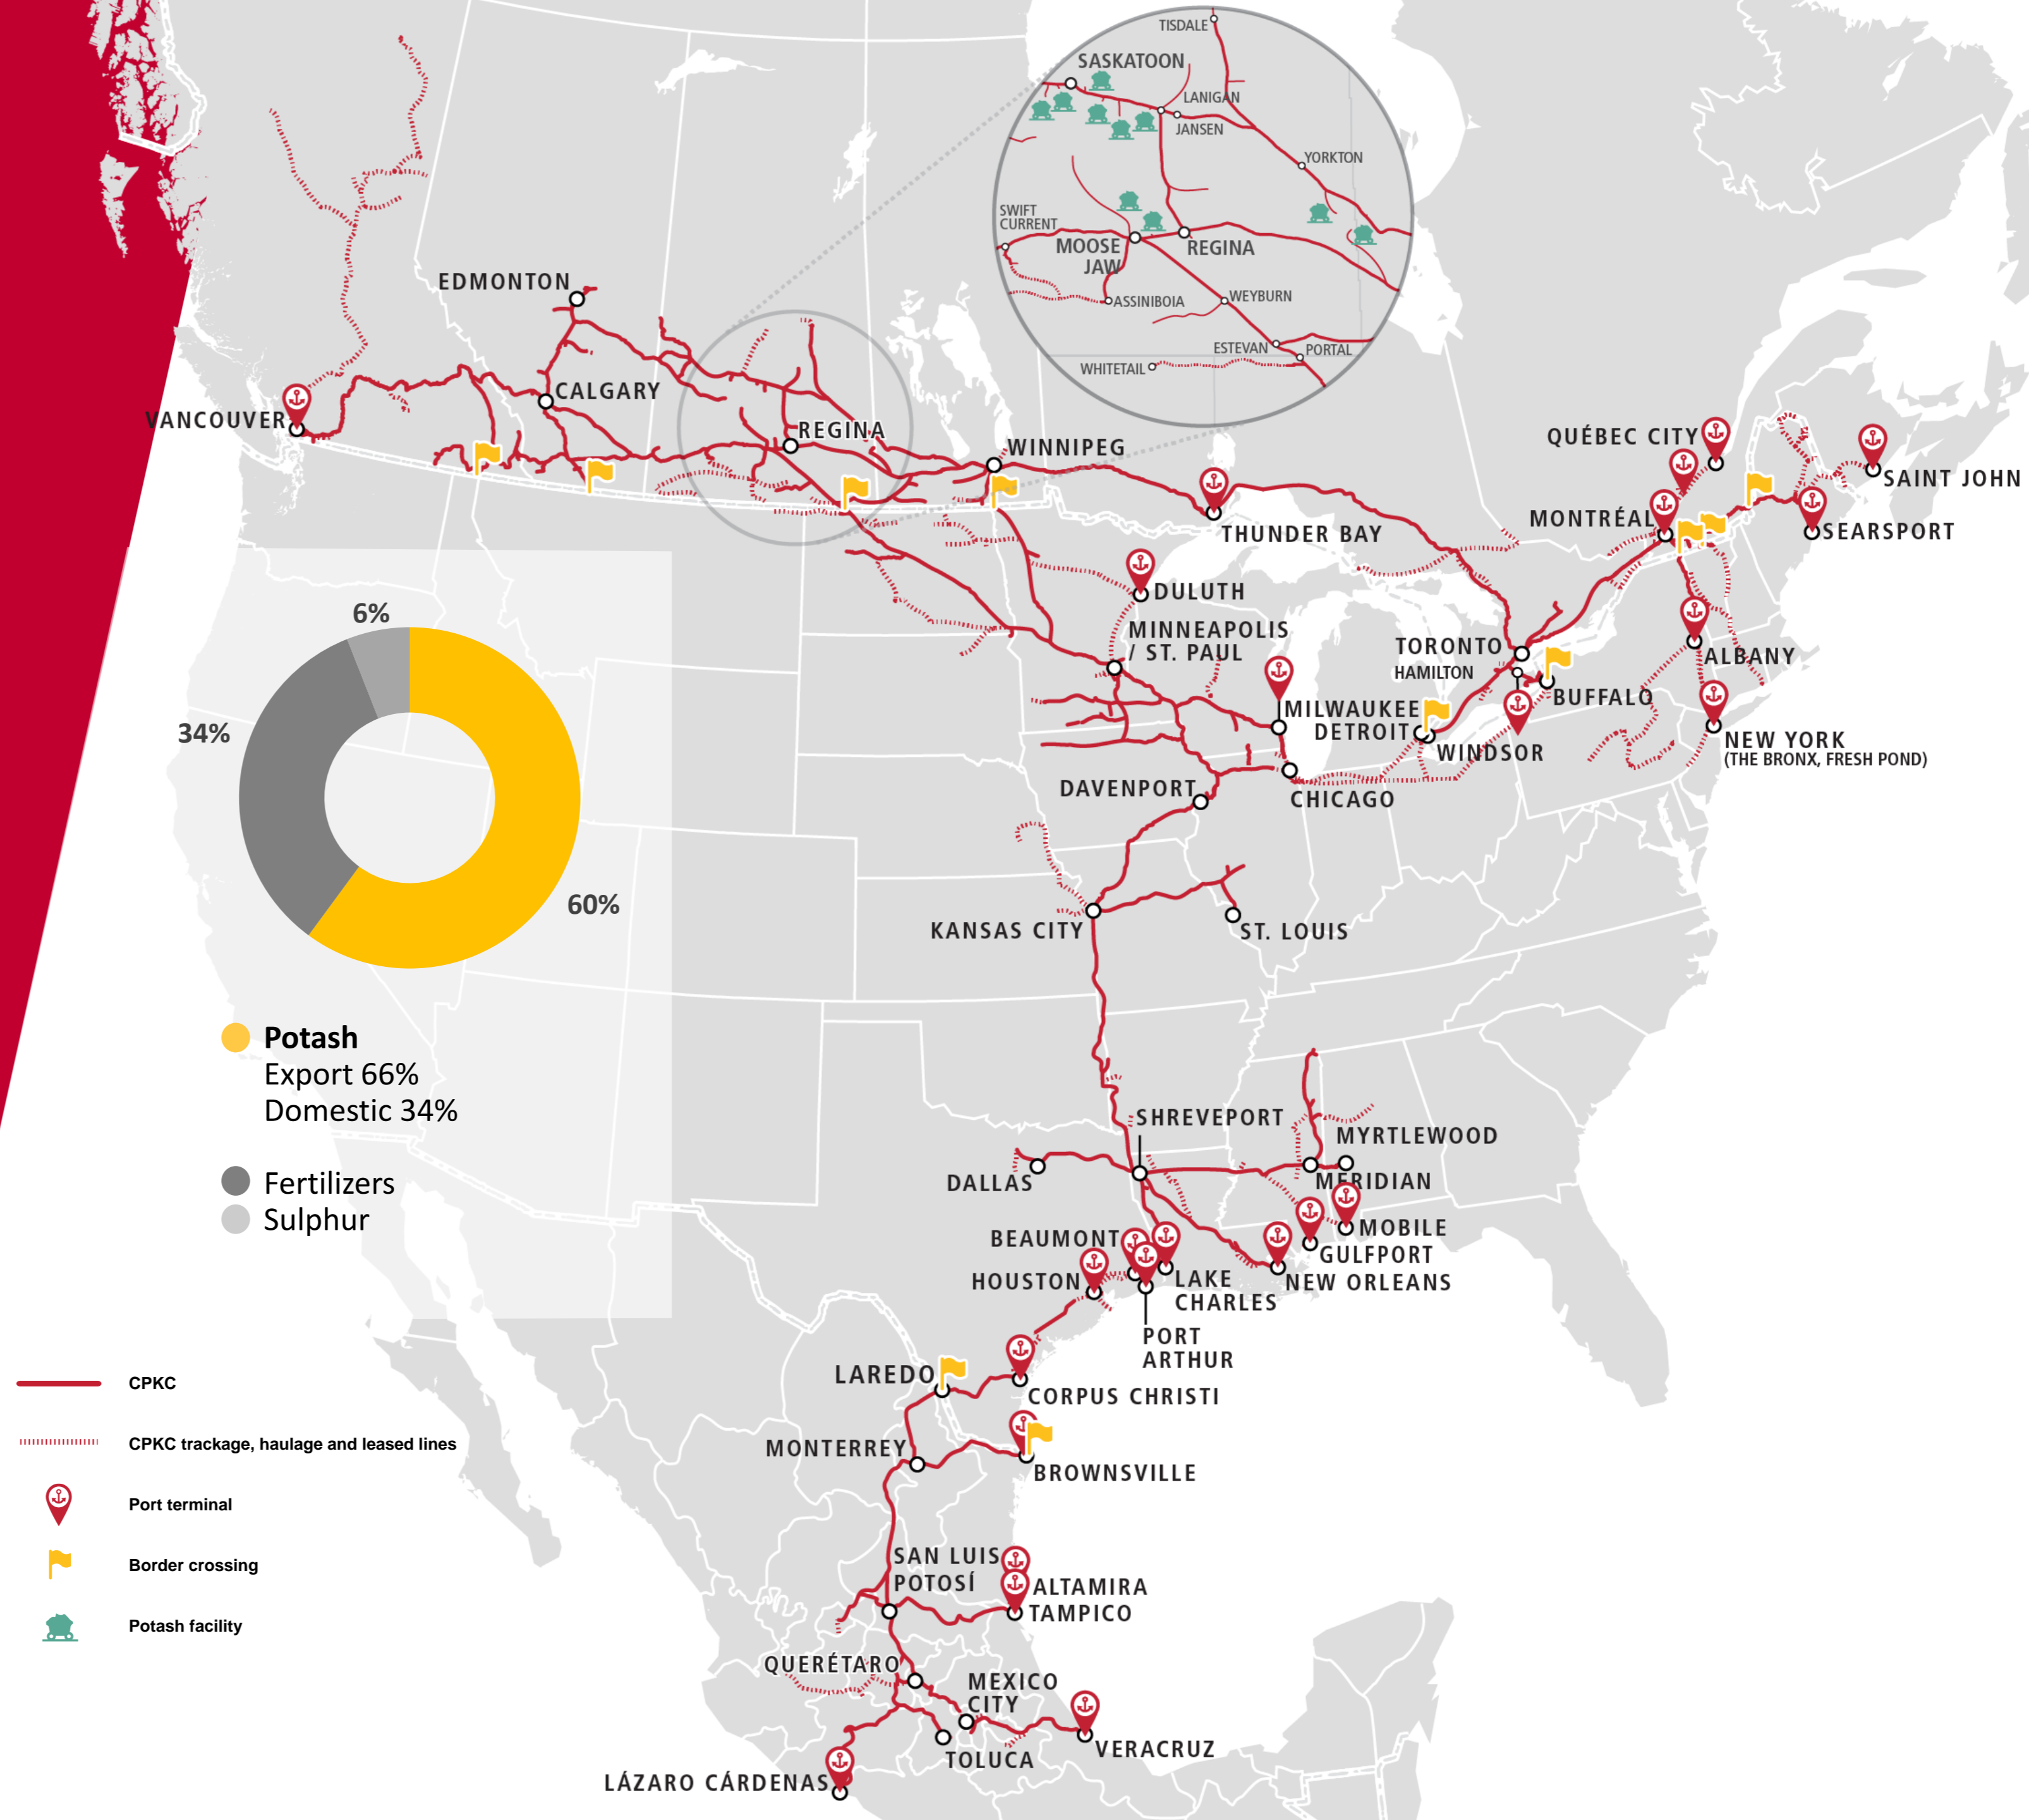 TISDALE
SASKATOON
LANIGAN
JANSEN
YORKTON
SWIFT
CURRENT
MOOSE
JAW
REGINA
ASSINIBOIA
WEYBURN
ESTEVAN
PORTAL
WHITETAIL
EDMONTON
CALGARY
VANCOUVER
REGINA
WINNIPEG
THUNDER BAY
QUÉBEC CITY
SAINT JOHN
MONTRÉAL
SEARSPORT
DULUTH
MINNEAPOLIS
/ ST. PAUL
TORONTO
HAMILTON
ALBANY
BUFFALO
MILWAUKEE
DETROIT
WINDSOR
NEW YORK
(THE BRONX, FRESH POND)
DAVENPORT
CHICAGO
KANSAS CITY
ST. LOUIS
6%
34%
60%
Potash
Export 66%
Domestic 34%
Fertilizers
Sulphur
SHREVEPORT
MYRTLEWOOD
DALLAS
MERIDIAN
MOBILE
BEAUMONT
GULFPORT
HOUSTON
LAKE
CHARLES
NEW ORLEANS
PORT
ARTHUR
LAREDO
CORPUS CHRISTI
MONTERREY
BROWNSVILLE
SAN LUIS
POTOSÍ
ALTAMIRA
TAMPICO
QUERÉTARO
MEXICO
CITY
TOLUCA
VERACRUZ
LÁZARO CÁRDENAS
CPKC
CPKC trackage, haulage and leased lines
Port terminal
Border crossing
Potash facility